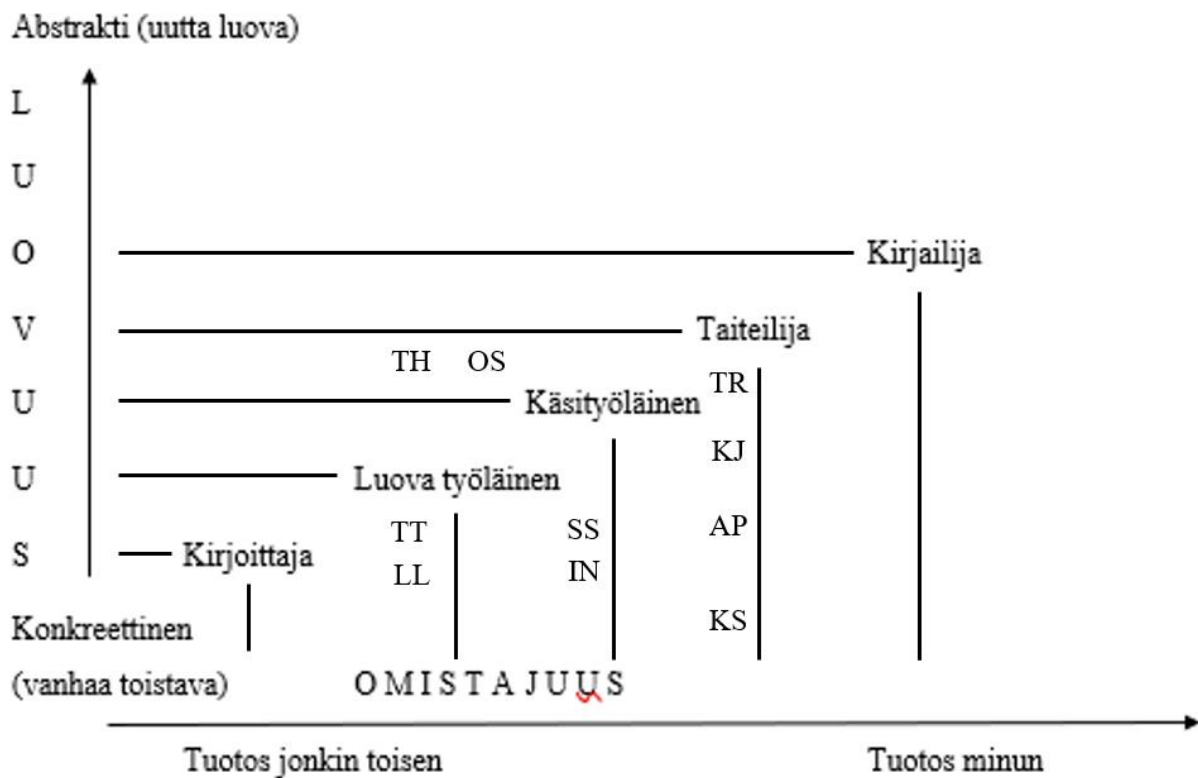 Abstrakti (uutta luova)
L
U
O
Kirjailija
V
Taiteilija
TH OS
TR
U
Käsityöläinen
KJ
U
Luova työläinen
TT SS AP
S
Kirjoittaja
LL IN
KS
Konkreettinen
(vanhaa toistava)
OMISTAJUUS
Tuotos jonkin toisen
Tuotos minun